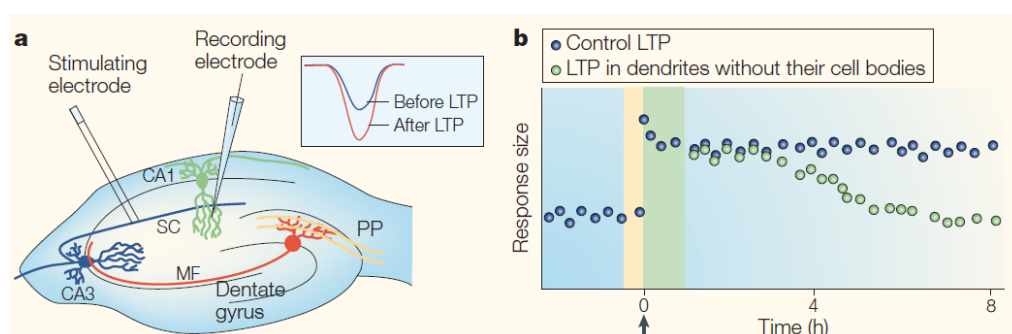 a
Stimulating
electrode
Recording
electrode
Before LTP
After LTP
CA1
SC
PP
MF
CA3
Dentate
gyrus
b
Control LTP
LTP in dendrites without their cell bodies
Response size
0
4
8
Time (h)